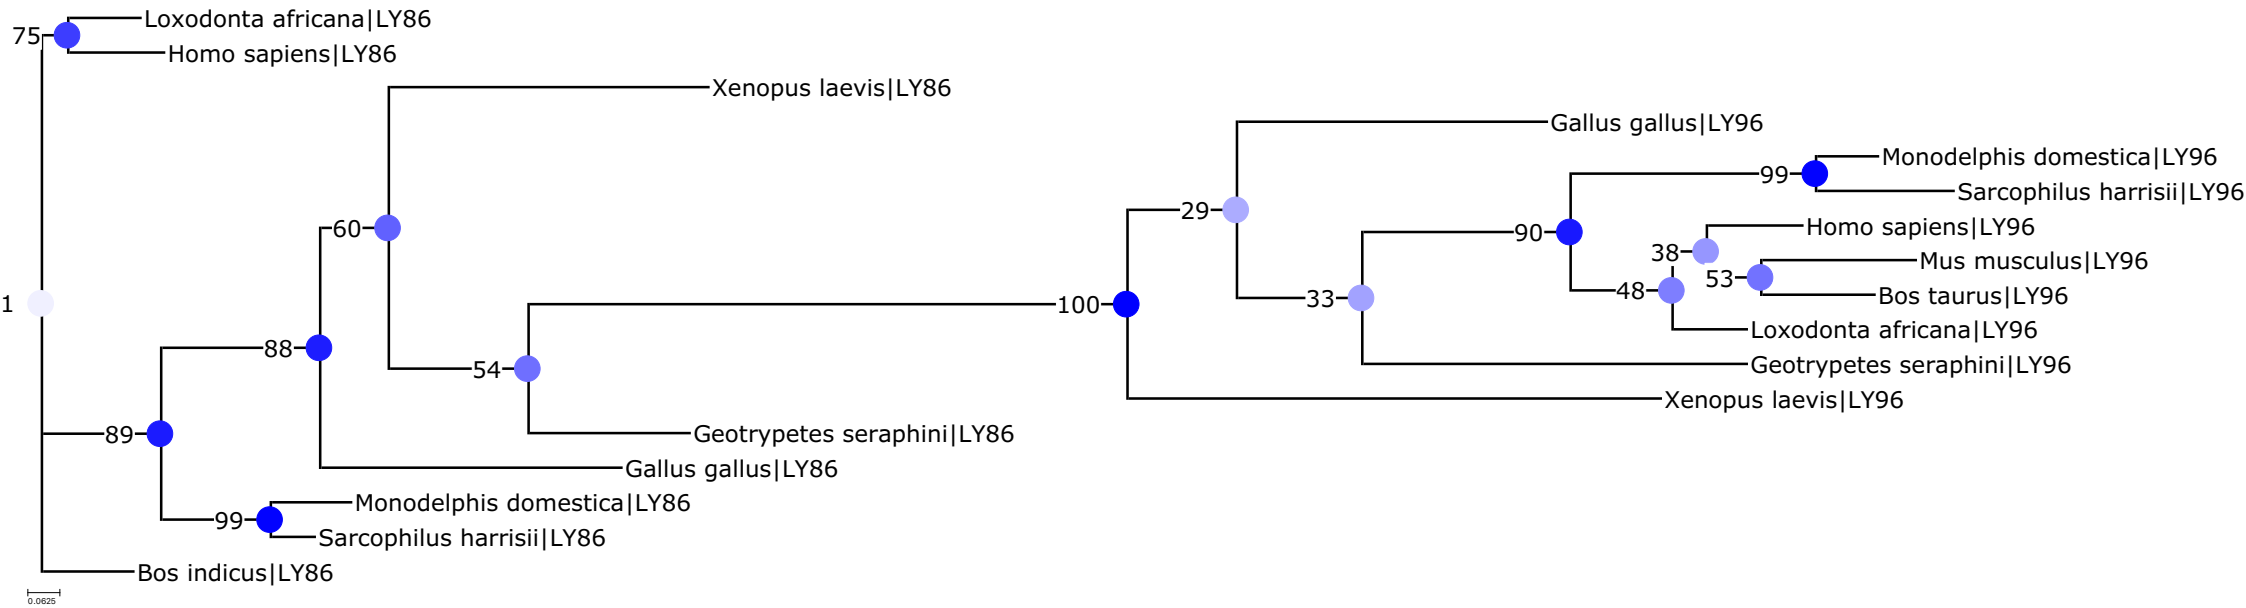 Loxodonta africana|LY86
75
Homo sapiens|LY86
Xenopus laevis|LY86
Gallus gallus|LY96
Monodelphis domestica|LY96
99
Sarcophilus harrisii|LY96
29
Homo sapiens|LY96
60
90
38
Mus musculus|LY96
53
48
Bos taurus|LY96
1
100
33
Loxodonta africana|LY96
88
Geotrypetes seraphini|LY96
54
Xenopus laevis|LY96
89
Geotrypetes seraphini|LY86
Gallus gallus|LY86
Monodelphis domestica|LY86
99
Sarcophilus harrisii|LY86
Bos indicus|LY86
0.0625